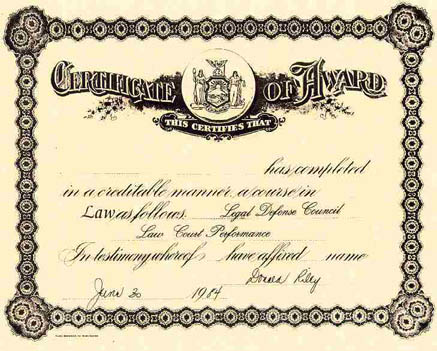 CERTIFICATE OF AWARD
THIS CERTIFIES THAT
has completed
in a creditable manner, a course in
Law as follows. Legal Defense Council
Law Court Performance
In testimony whereof have affixed name
June 30 1984 Riley